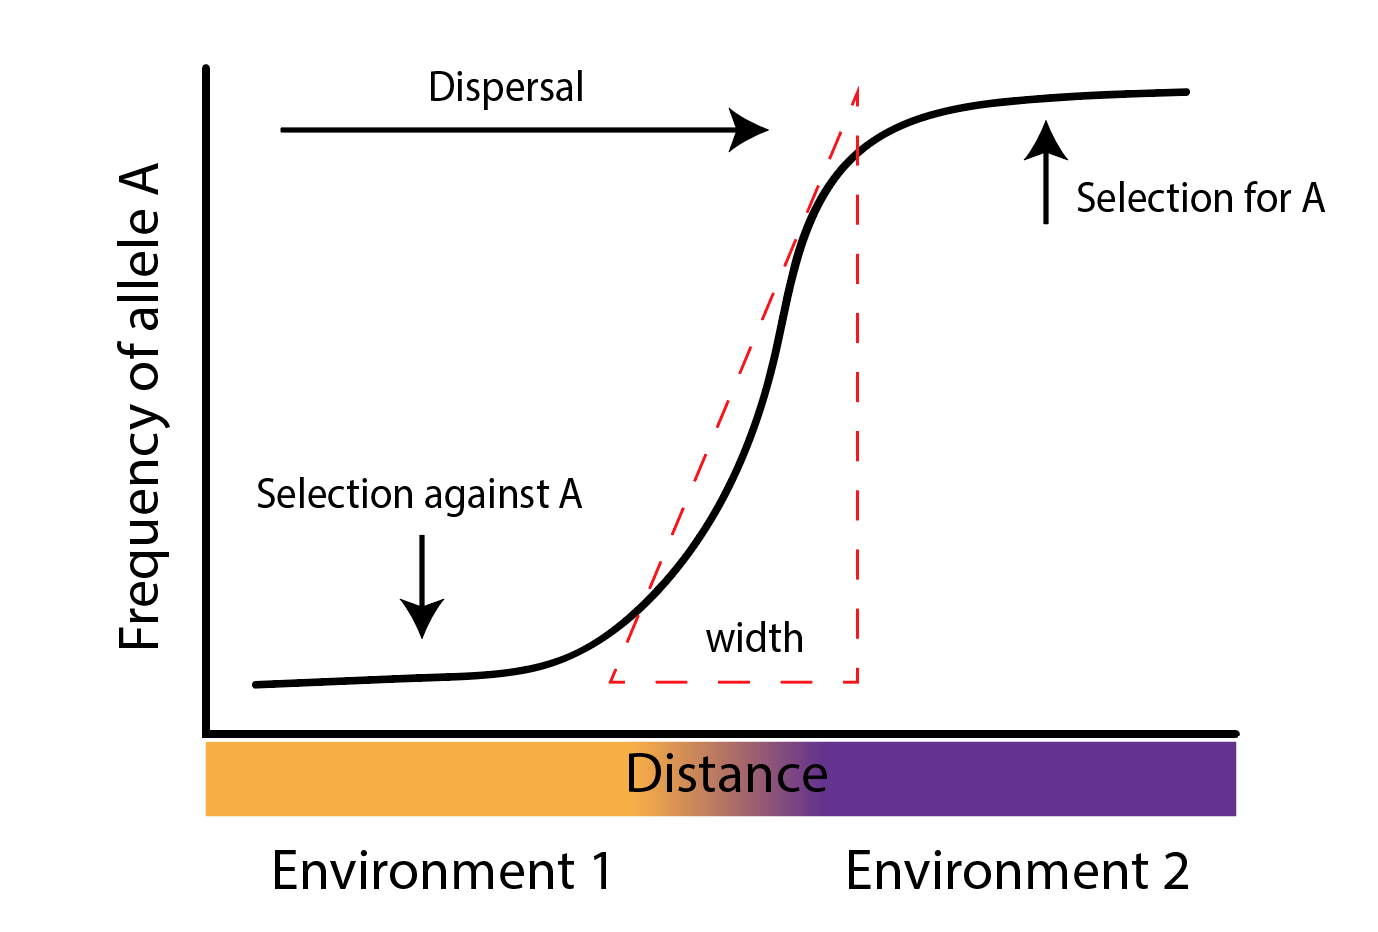 Dispersal
Selection for A
Frequency of allele A
Selection against A
width
Distance
Environment 1
Environment 2